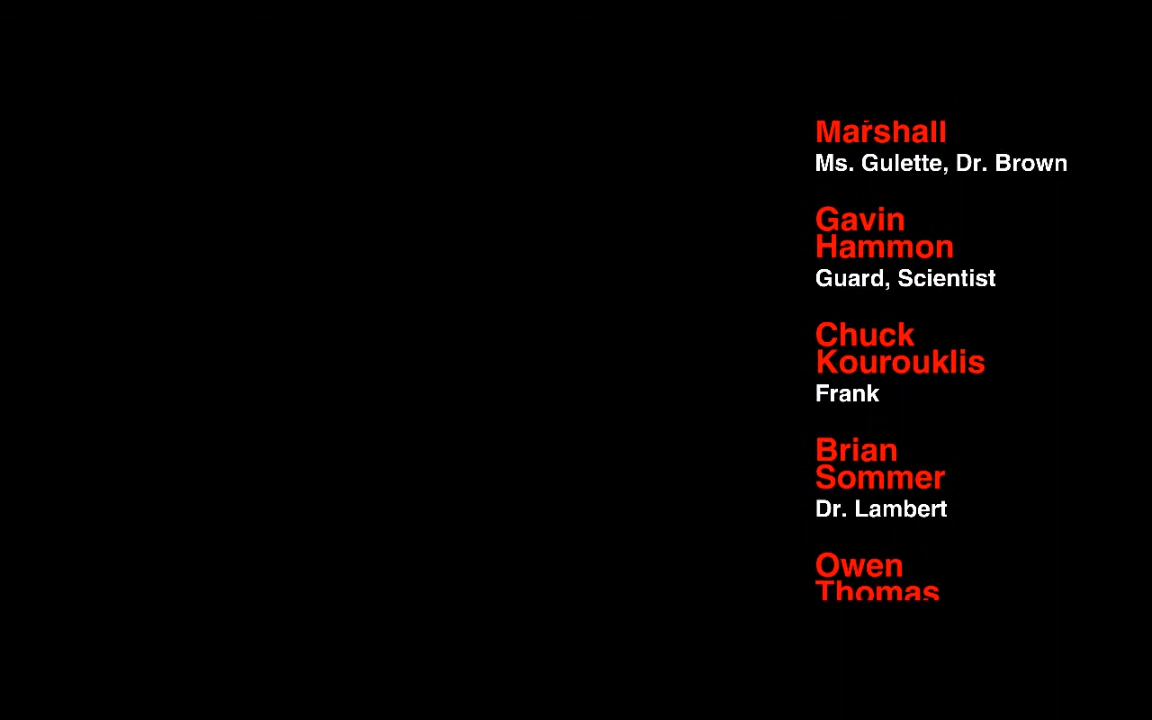 Marshall
Ms. Gulette, Dr. Brown
Gavin
Hammon
Guard, Scientist
Chuck
Kourouklis
Frank
Brian
Sommer
Dr. Lambert
Owen
Thomas